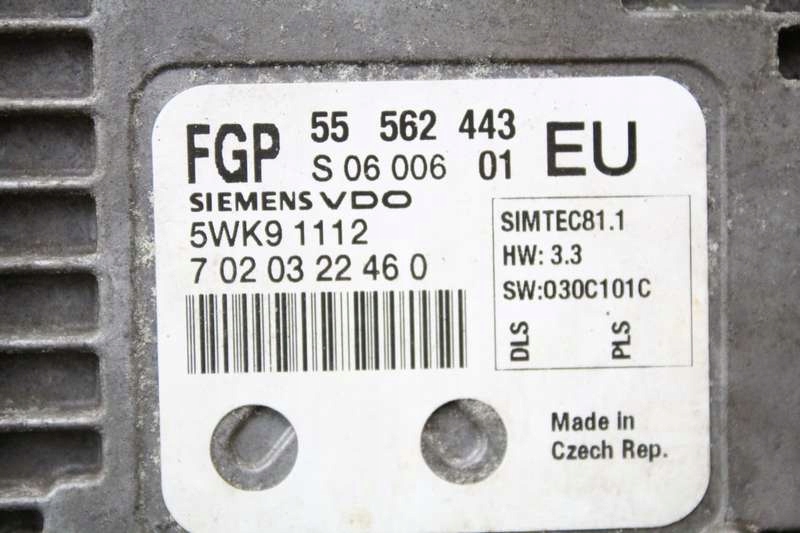 FGP 55 562 443 EU
S 06 006 01
SIEMENS VDO
5WK9 1112
7 02 03 22 46 0
SIMTEC81.1
HW: 3.3
SW:030C101C
DLS PLS
Made in
Czech Rep.